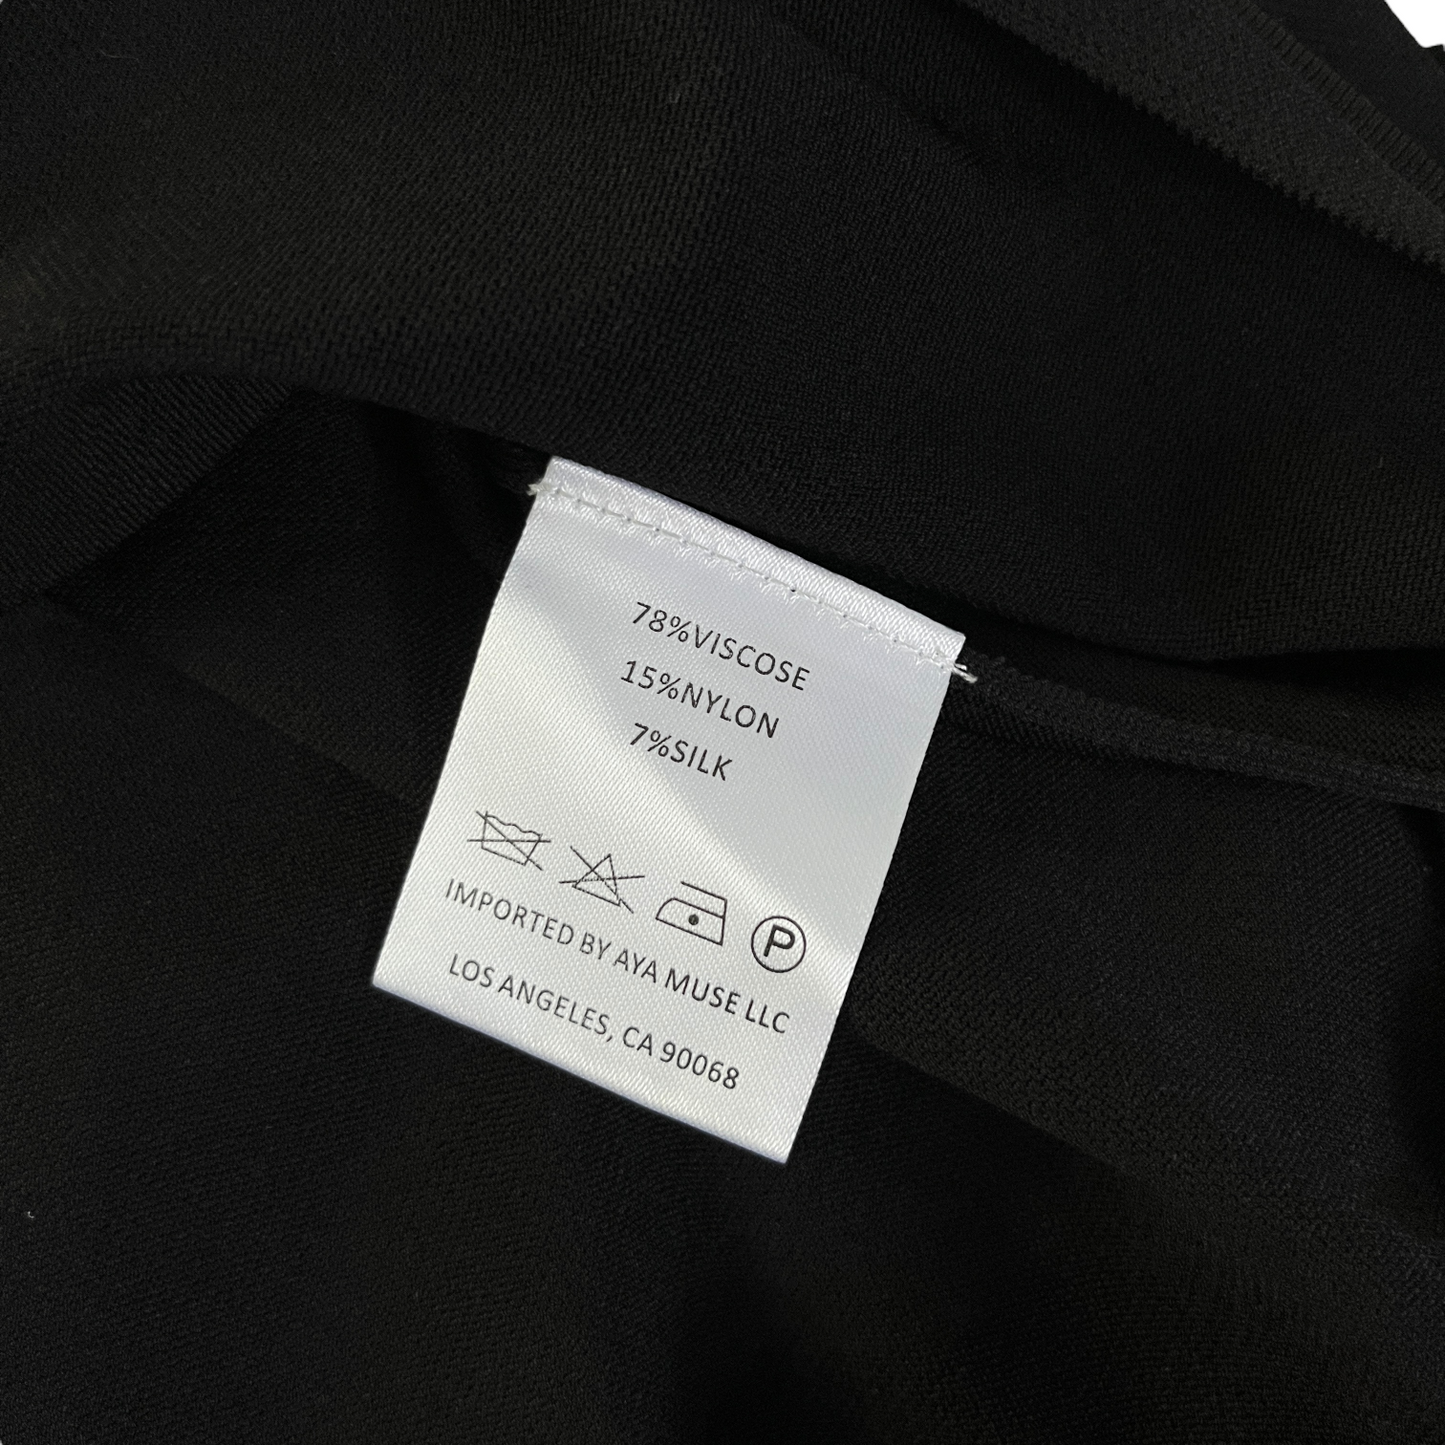 78%VISCOSE
15%NYLON
7%SILK
P
IMPORTED BY AYA MUSE LLC
LOS ANGELES, CA 90068